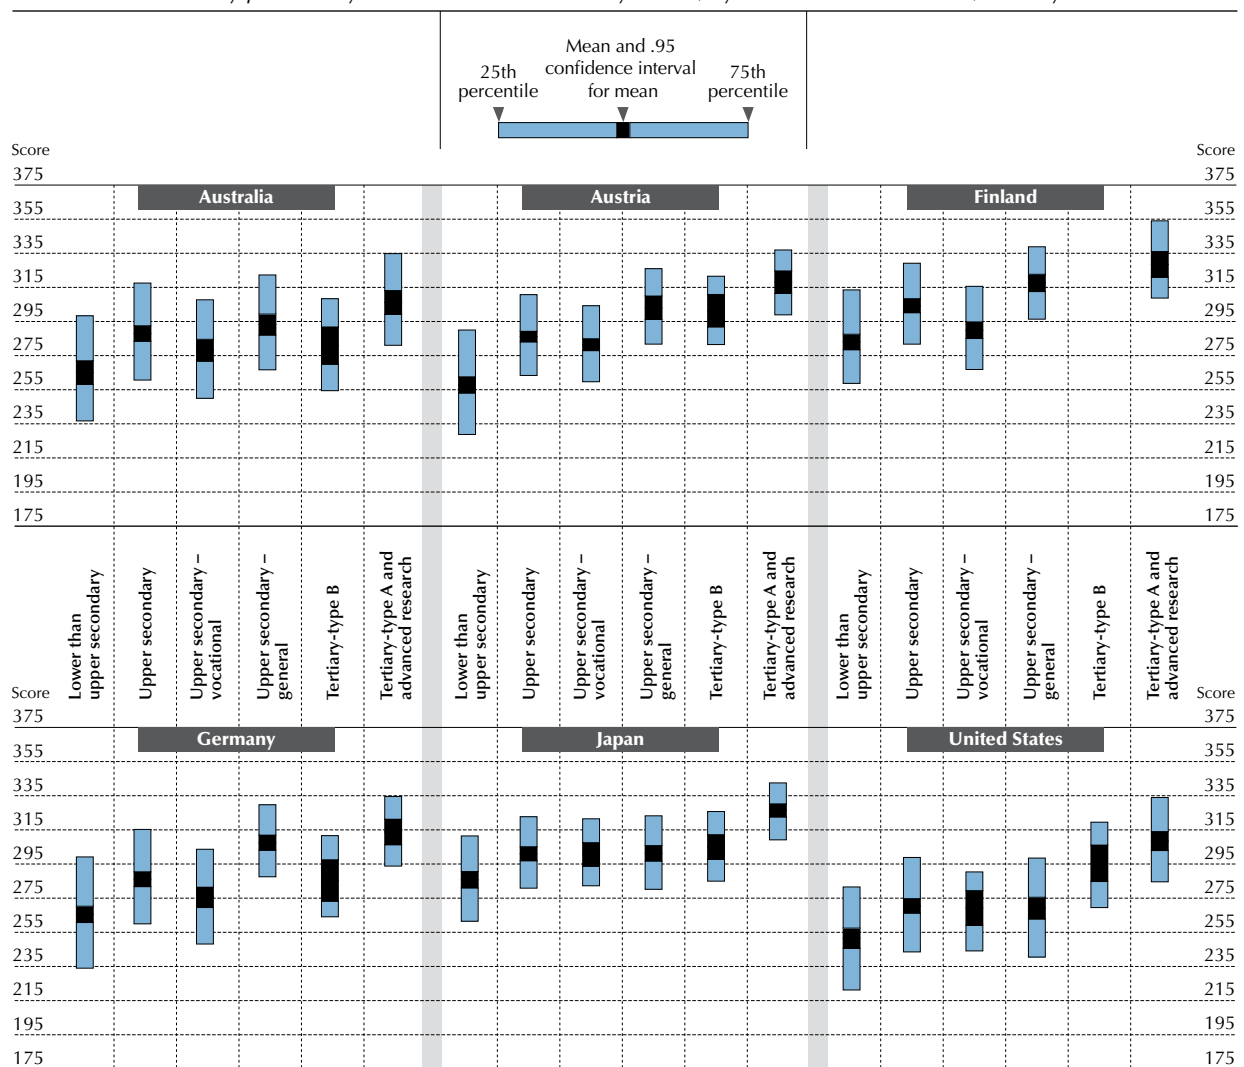 Mean and .95
confidence interval
for mean
25th
percentile
75th
percentile
Score
Score
375
375
Australia
Austria
Finland
355
355
335
335
315
315
295
295
275
275
255
255
235
235
215
215
195
195
175
175
Lower than
upper secondary
Upper secondary
Upper secondary –
vocational
Upper secondary –
general
Tertiary-type B
Tertiary-type A and
advanced research
Lower than
upper secondary
Upper secondary
Upper secondary –
vocational
Upper secondary –
general
Tertiary-type B
Tertiary-type A and
advanced research
Lower than
upper secondary
Upper secondary
Upper secondary –
vocational
Upper secondary –
general
Tertiary-type B
Tertiary-type A and
advanced research
Score
Score
375
375
Germany
Japan
United States
355
355
335
335
315
315
295
295
275
275
255
255
235
235
215
215
195
195
175
175